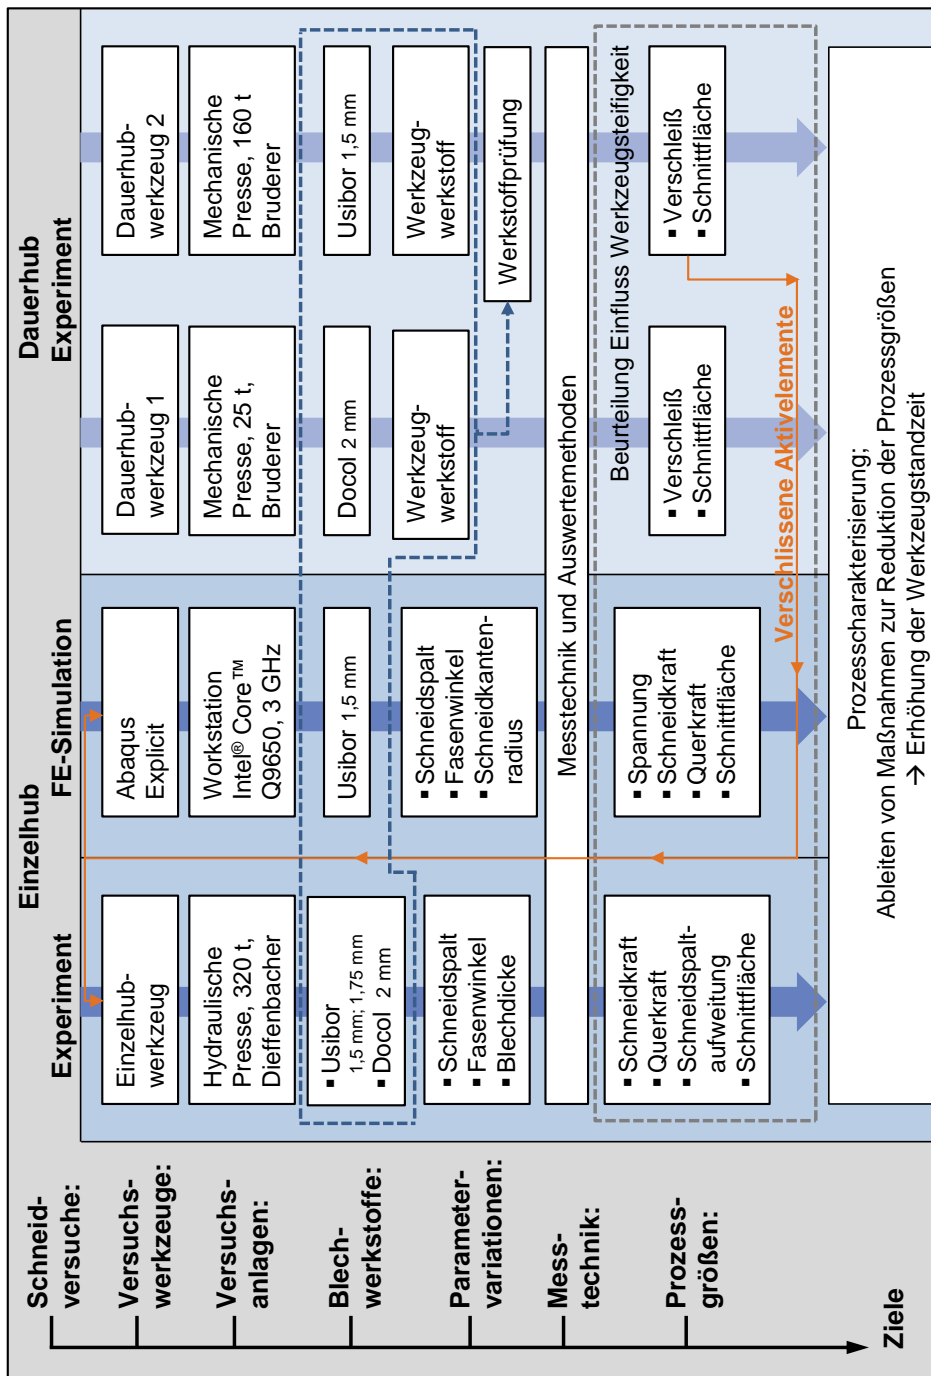 Schneid-
versuche:
Einzelhub
Dauerhub
Experiment
Experiment
FE-Simulation
Versuchs-
werkzeuge:
Einzelhub-
werkzeug
Abaqus
Explicit
Dauerhub-
werkzeug 1
Dauerhub-
werkzeug 2
Versuchs-
anlagen:
Hydraulische
Presse, 320 t,
Dieffenbacher
Workstation
Intel® Core™
Q9650, 3 GHz
Mechanische
Presse, 25 t,
Bruderer
Mechanische
Presse, 160 t
Bruderer
Blech-
werkstoffe:
▪ Usibor
1,5 mm; 1,75 mm
▪ Docol 2 mm
Usibor 1,5 mm
Docol 2 mm
Usibor 1,5 mm
Parameter-
variationen:
▪ Schneidspalt
▪ Fasenwinkel
▪ Blechdicke
▪ Schneidspalt
▪ Fasenwinkel
▪ Schneidkanten-
radius
Werkzeug-
werkstoff
Werkzeug-
werkstoff
Werkstoffprüfung
Mess-
technik:
Messtechnik und Auswertemethoden
Prozess-
größen:
Beurteilung Einfluss Werkzeugsteifigkeit
▪ Schneidkraft
▪ Querkraft
▪ Schneidspalt-
aufweitung
▪ Schnittfläche
▪ Spannung
▪ Schneidkraft
▪ Querkraft
▪ Schnittfläche
▪ Verschleiß
▪ Schnittfläche
▪ Verschleiß
▪ Schnittfläche
Verschlissene Aktivelemente
Ziele
Prozesscharakterisierung;
Ableiten von Maßnahmen zur Reduktion der Prozessgrößen
→ Erhöhung der Werkzeugstandzeit